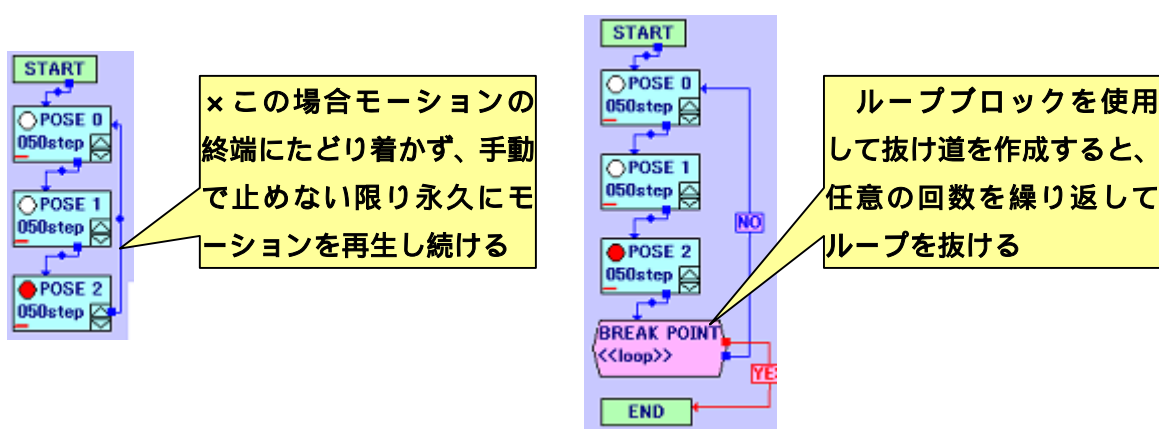 START
POSE 0
050step
POSE 1
050step
POSE 2
050step
×この場合モーションの
終端にたどり着かず、手動
で止めない限り永久にモ
ーションを再生し続ける
START
POSE 0
050step
POSE 1
050step
NO
POSE 2
050step
BREAK POINT
<<loop>>
YE
END
ループブロックを使用
して抜け道を作成すると、
任意の回数を繰り返して
ループを抜ける